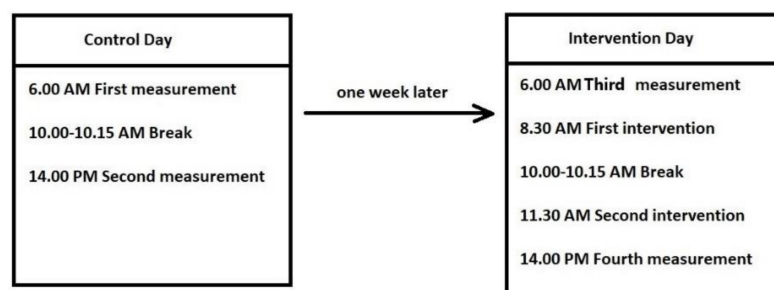 Control Day
6.00 AM First measurement
10.00-10.15 AM Break
14.00 PM Second measurement
one week later
Intervention Day
6.00 AM Third measurement
8.30 AM First intervention
10.00-10.15 AM Break
11.30 AM Second intervention
14.00 PM Fourth measurement